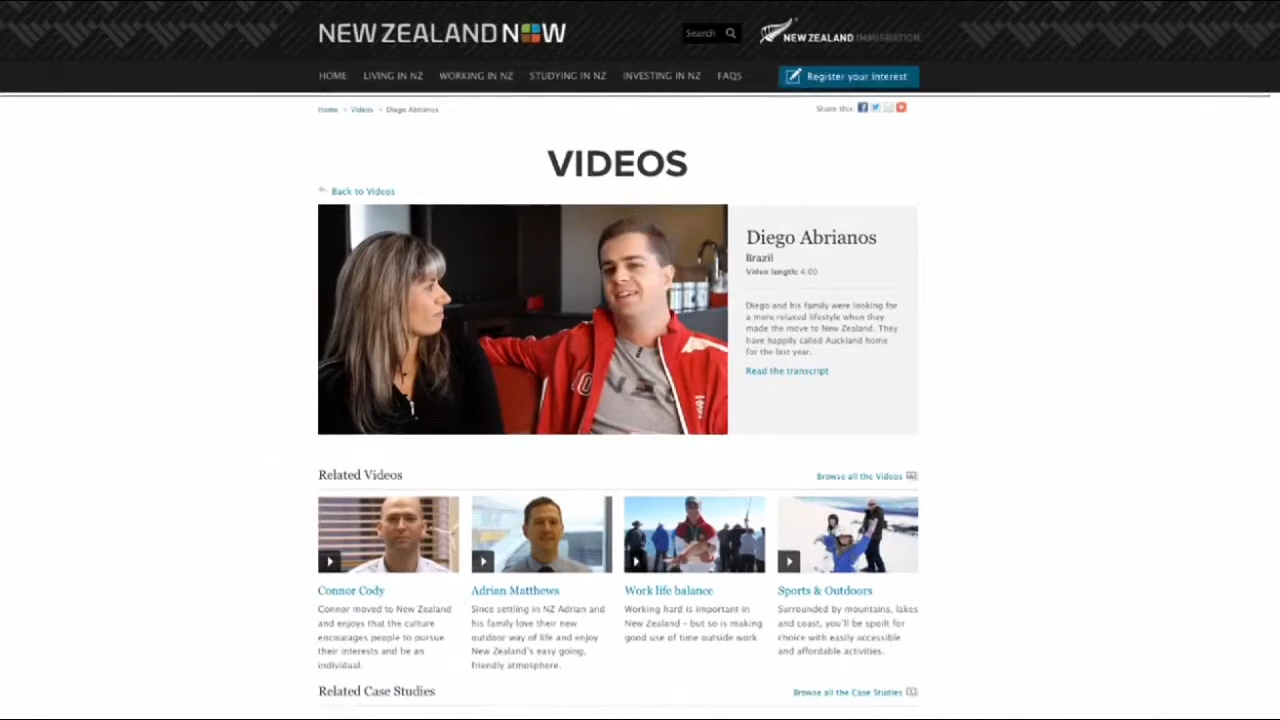 NEW ZEALAND NOW
Search
NEW ZEALAND IMMIGRATION
HOME LIVING IN NZ WORKING IN NZ STUDYING IN NZ INVESTING IN NZ FAQS
Register your interest
Home > Videos > Diego Abrianos
Share this
VIDEOS
Back to Videos
Diego Abrianos
Brazil
Video length: 4:00
Diego and his family were looking for
a more relaxed lifestyle when they
made the move to New Zealand. They
have happily called Auckland home
for the last year.
Read the transcript
Related Videos
Browse all the Videos
Connor Cody
Connor moved to New Zealand
and enjoys that the culture
encourages people to pursue
their interests and be an
individual.
Adrian Matthews
Since settling in NZ Adrian and
his family love their new
outdoor way of life and enjoy
New Zealand's easy going,
friendly atmosphere.
Work life balance
Working hard is important in
New Zealand - but so is making
good use of time outside work
Sports & Outdoors
Surrounded by mountains, lakes
and coast, you'll be spoilt for
choice with easily accessible
and affordable activities.
Related Case Studies
Browse all the Case Studies